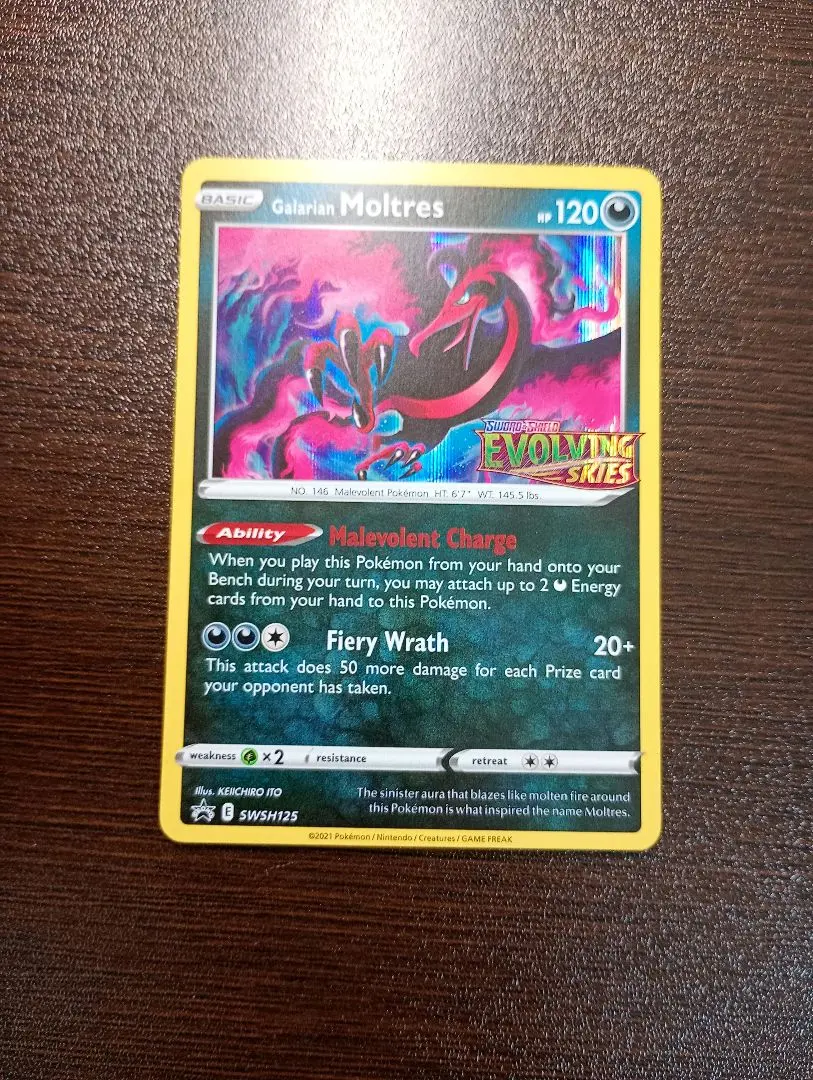 BASIC Galarian Moltres HP 120
SWORD & SHIELD
EVOLVING
SKIES
NO. 146 Malevolent Pokémon HT. 6'7" WT. 145.5 lbs.
Ability Malevolent Charge
When you play this Pokémon from your hand onto your
Bench during your turn, you may attach up to 2 Energy
cards from your hand to this Pokémon.
Fiery Wrath 20+
This attack does 50 more damage for each Prize card
your opponent has taken.
weakness ×2 resistance retreat
Illus. KEIICHIRO ITO
The sinister aura that blazes like molten fire around
this Pokémon is what inspired the name Moltres.
E SWSH125
©2021 Pokémon / Nintendo / Creatures / GAME FREAK